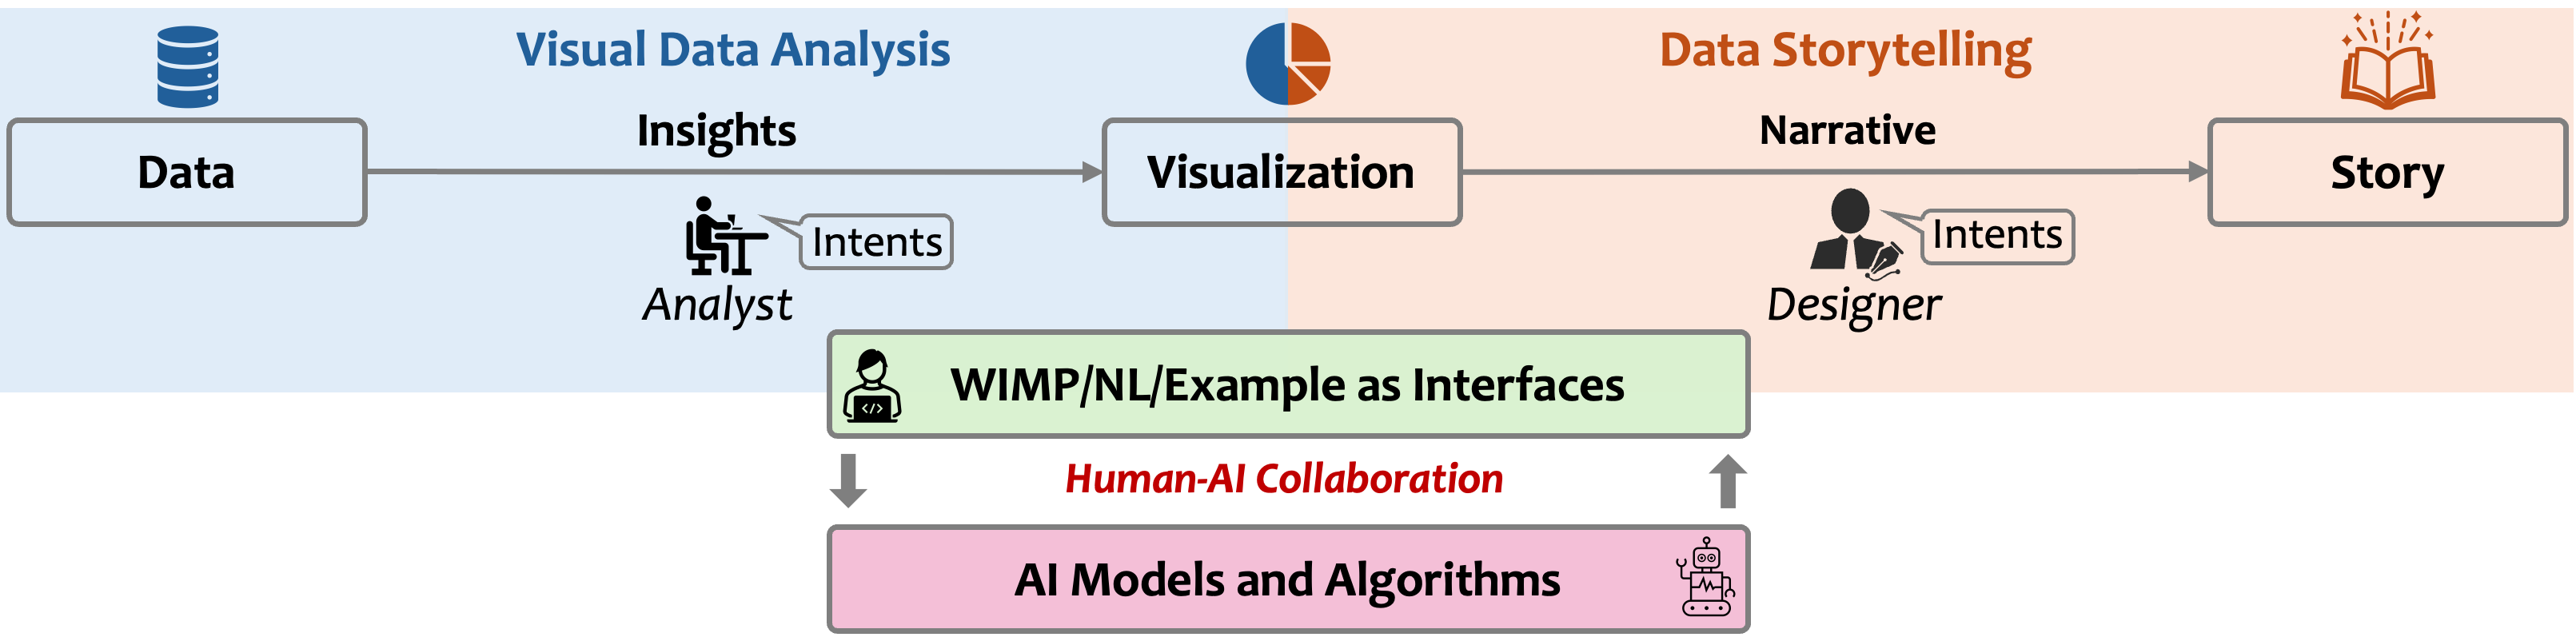 Visual Data Analysis
Data Storytelling
Data
Insights
Visualization
Narrative
Story
Intents
Analyst
Intents
Designer
WIMP/NL/Example as Interfaces
</>
Human-AI Collaboration
AI Models and Algorithms